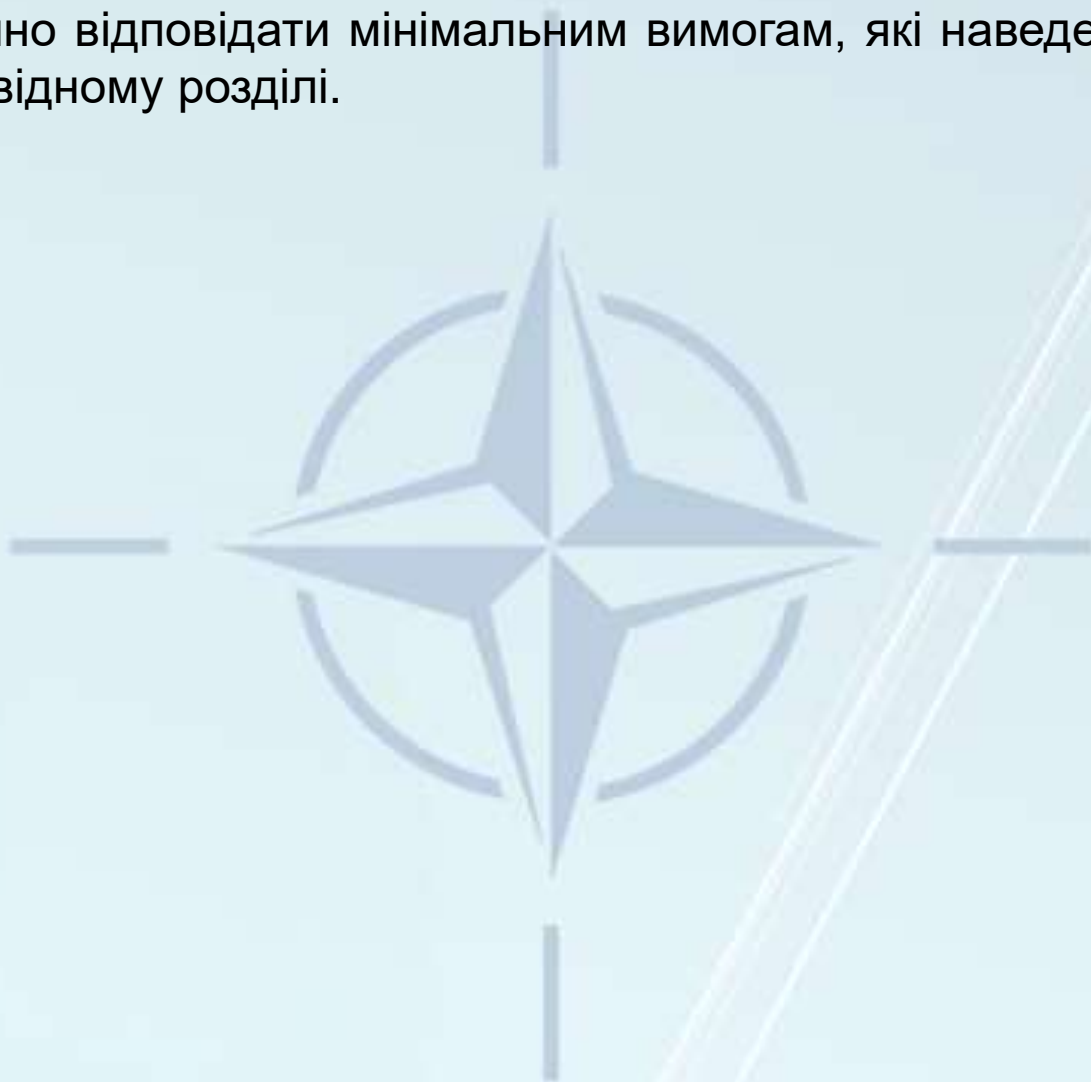 но відповідати мінімальним вимогам, які наведе
відному розділі.